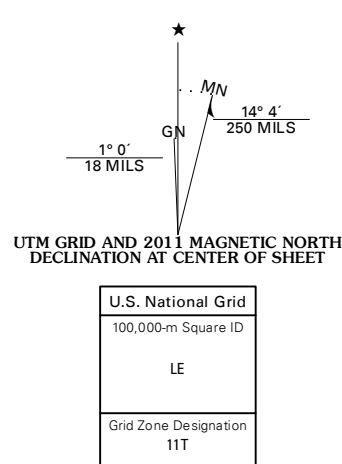 ★
MN
GN
14° 4´
250 MILS
1° 0´
18 MILS
UTM GRID AND 2011 MAGNETIC NORTH
DECLINATION AT CENTER OF SHEET
U.S. National Grid
100,000-m Square ID
LE
Grid Zone Designation
11T